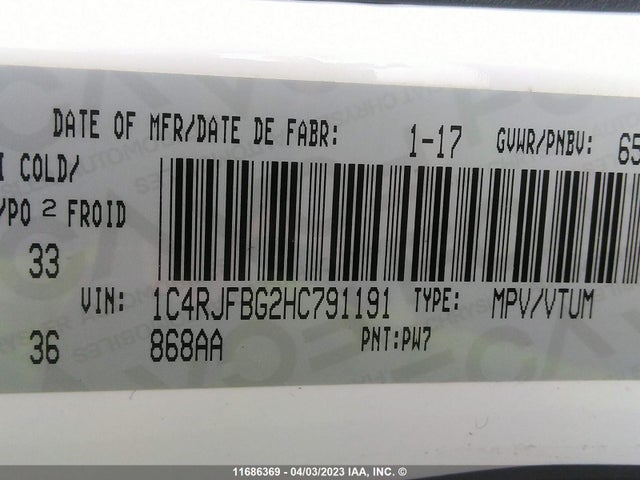 DATE OF MFR/DATE DE FABR: 1-17 GVWR/PNBV: 65
COLD/
/PO 2 FROID
33
VIN: 1C4RJFBG2HC791191 TYPE: MPV/VTUM
36 868AA PNT:PW7
11686369 - 04/03/2023 IAA, INC. ©